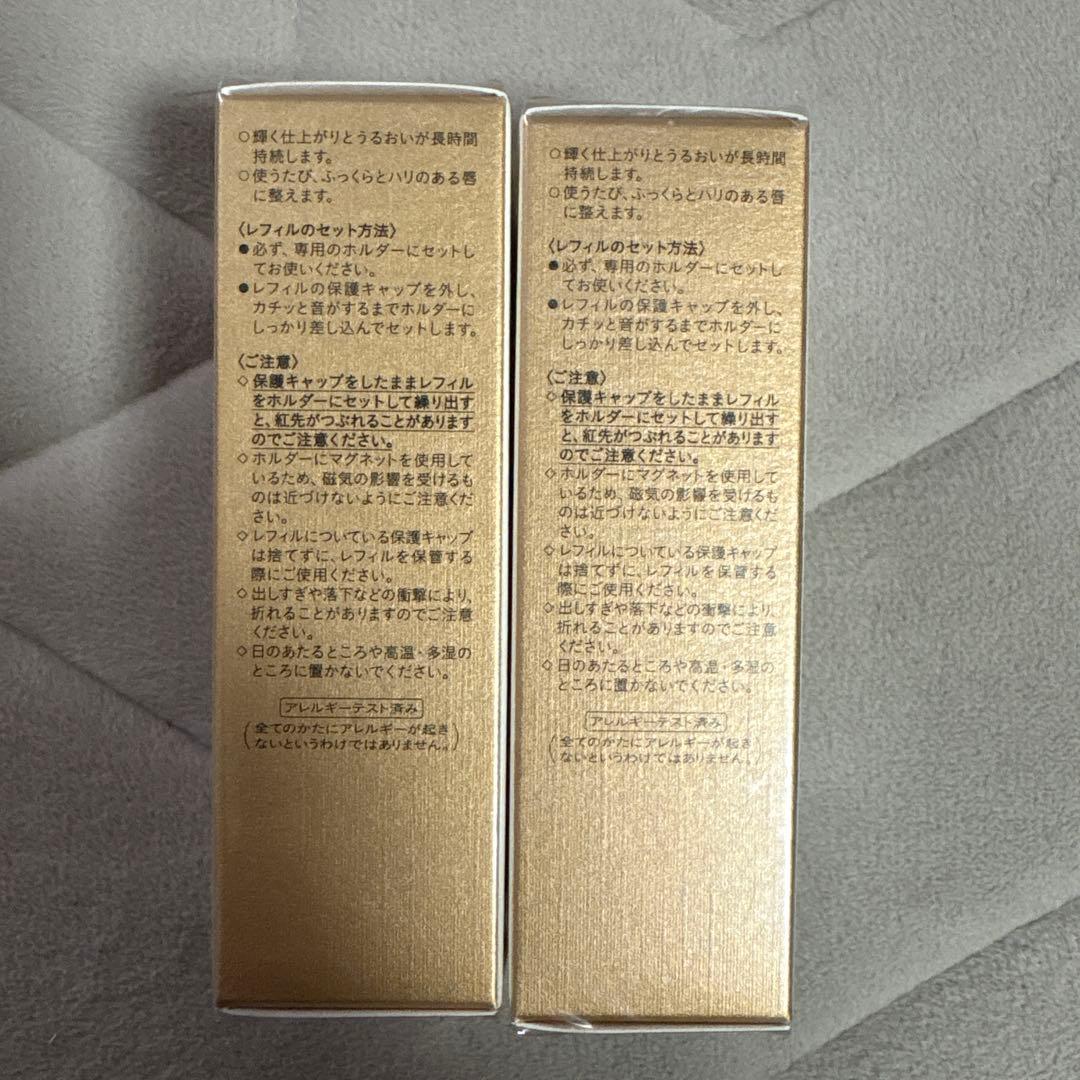 ○輝く仕上がりとうるおいが長時間
持続します。
○使うたび、ふっくらとハリのある唇
に整えます。
〈レフィルのセット方法〉
●必ず、専用のホルダーにセットし
てお使いください。
●レフィルの保護キャップを外し、
カチッと音がするまでホルダーに
しっかり差し込んでセットします。
〈ご注意〉
◇保護キャップをしたままレフィル
をホルダーにセットして繰り出す
と、紅先がつぶれることがあります
のでご注意ください。
◇ホルダーにマグネットを使用して
いるため、磁気の影響を受けるも
のは近づけないようにご注意くだ
さい。
◇レフィルについている保護キャップ
は捨てずに、レフィルを保管する
際にご使用ください。
◇出しすぎや落下などの衝撃により、
折れることがありますのでご注意
ください。
◇日のあたるところや高温・多湿の
ところに置かないでください。
アレルギーテスト済み
(全てのかたにアレルギーが起き
ないというわけではありません。)
○輝く仕上がりとうるおいが長時間
持続します。
○使うたび、ふっくらとハリのある唇
に整えます。
〈レフィルのセット方法〉
●必ず、専用のホルダーにセットし
てお使いください。
●レフィルの保護キャップを外し、
カチッと音がするまでホルダーに
しっかり差し込んでセットします。
〈ご注意〉
◇保護キャップをしたままレフィル
をホルダーにセットして繰り出す
と、紅先がつぶれることがあります
のでご注意ください。
◇ホルダーにマグネットを使用して
いるため、磁気の影響を受けるも
のは近づけないようにご注意くだ
さい。
◇レフィルについている保護キャップ
は捨てずに、レフィルを保管する
際にご使用ください。
◇出しすぎや落下などの衝撃により、
折れることがありますのでご注意
ください。
◇日のあたるところや高温・多湿の
ところに置かないでください。
アレルギーテスト済み
(全てのかたにアレルギーが起き
ないというわけではありません。)